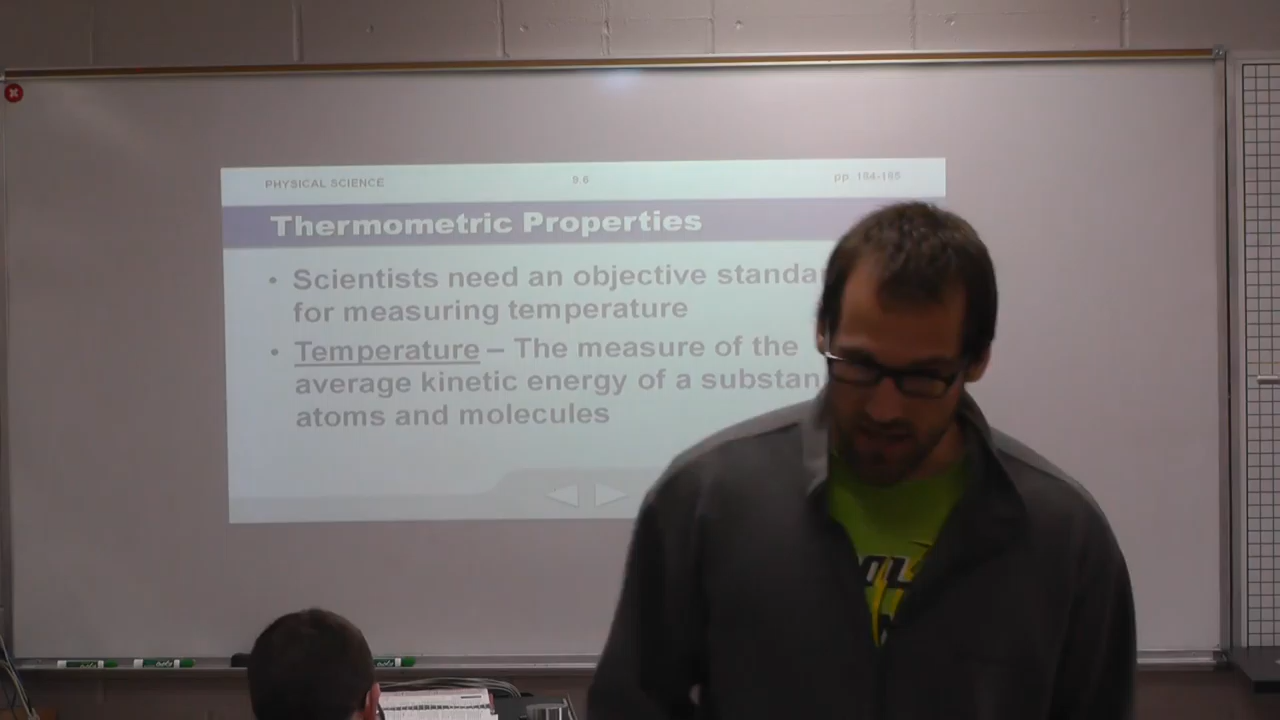 PHYSICAL SCIENCE 9.6 pp. 184-185
Thermometric Properties
• Scientists need an objective standa
for measuring temperature
• Temperature – The measure of the
average kinetic energy of a substan
atoms and molecules